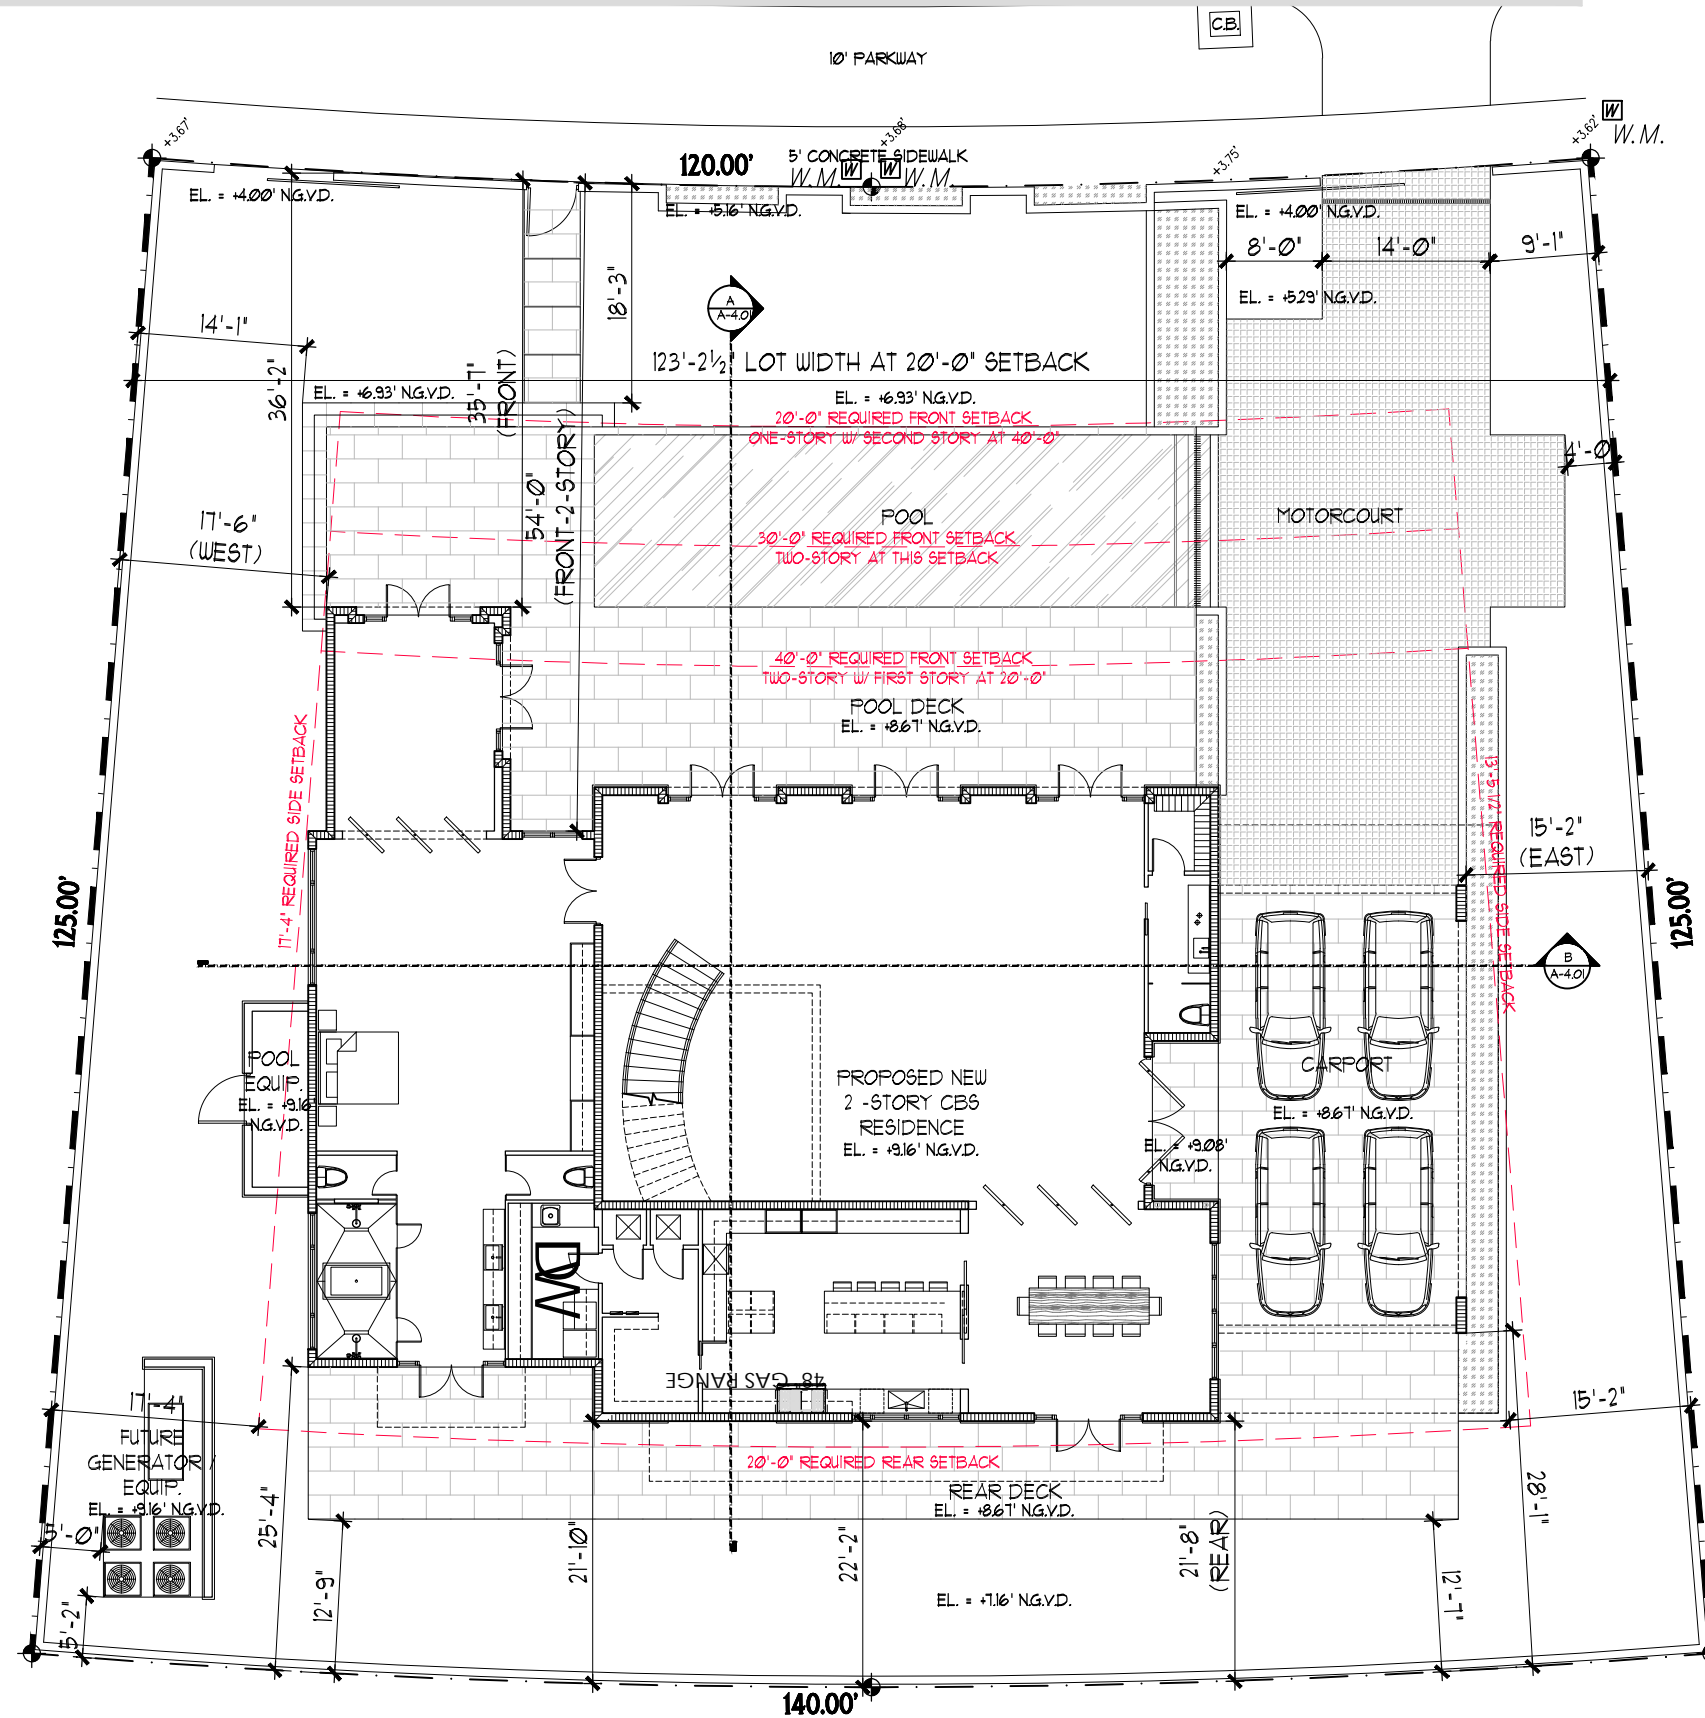 C.B.
10' PARKWAY
W
W.M.
+3.67'
+3.68'
+3.75'
+3.62'
120.00'
5' CONCRETE SIDEWALK
W.M.
W
W
W.M.
EL. = +4.00' N.G.V.D.
EL. = +5.16' N.G.V.D.
EL. = +4.00' N.G.V.D.
8'-0"
14'-0"
9'-1"
18'-3"
EL. = +5.29' N.G.V.D.
A
A-4.01
14'-1"
36'-2"
35'-7"
(FRONT)
123'-2½" LOT WIDTH AT 20'-0" SETBACK
EL. = +6.93' N.G.V.D.
EL. = +6.93' N.G.V.D.
20'-0" REQUIRED FRONT SETBACK
ONE-STORY W/ SECOND STORY AT 40'-0"
4'-0"
54'-0"
(FRONT-2-STORY)
17'-6"
(WEST)
POOL
MOTORCOURT
30'-0" REQUIRED FRONT SETBACK
TWO-STORY AT THIS SETBACK
40'-0" REQUIRED FRONT SETBACK
TWO-STORY W/ FIRST STORY AT 20'-0"
POOL DECK
EL. = +8.67' N.G.V.D.
17'-4" REQUIRED SIDE SETBACK
13'-5 1/2" REQUIRED SIDE SETBACK
15'-2"
(EAST)
125.00'
125.00'
B
A-4.01
POOL
EQUIP.
EL. = +9.16'
N.G.V.D.
PROPOSED NEW
2 -STORY CBS
RESIDENCE
EL. = +9.16' N.G.V.D.
CARPORT
EL. = +8.67' N.G.V.D.
EL. = +9.08'
N.G.V.D.
D
W
48" GAS RANGE
17'-4"
15'-2"
FUTURE
GENERATOR /
EQUIP.
EL. = +9.16' N.G.V.D.
20'-0" REQUIRED REAR SETBACK
REAR DECK
EL. = +8.67' N.G.V.D.
5'-0"
25'-4"
12'-9"
21'-10"
22'-2"
21'-8"
(REAR)
28'-1"
12'-7"
5'-2"
EL. = +7.16' N.G.V.D.
140.00'